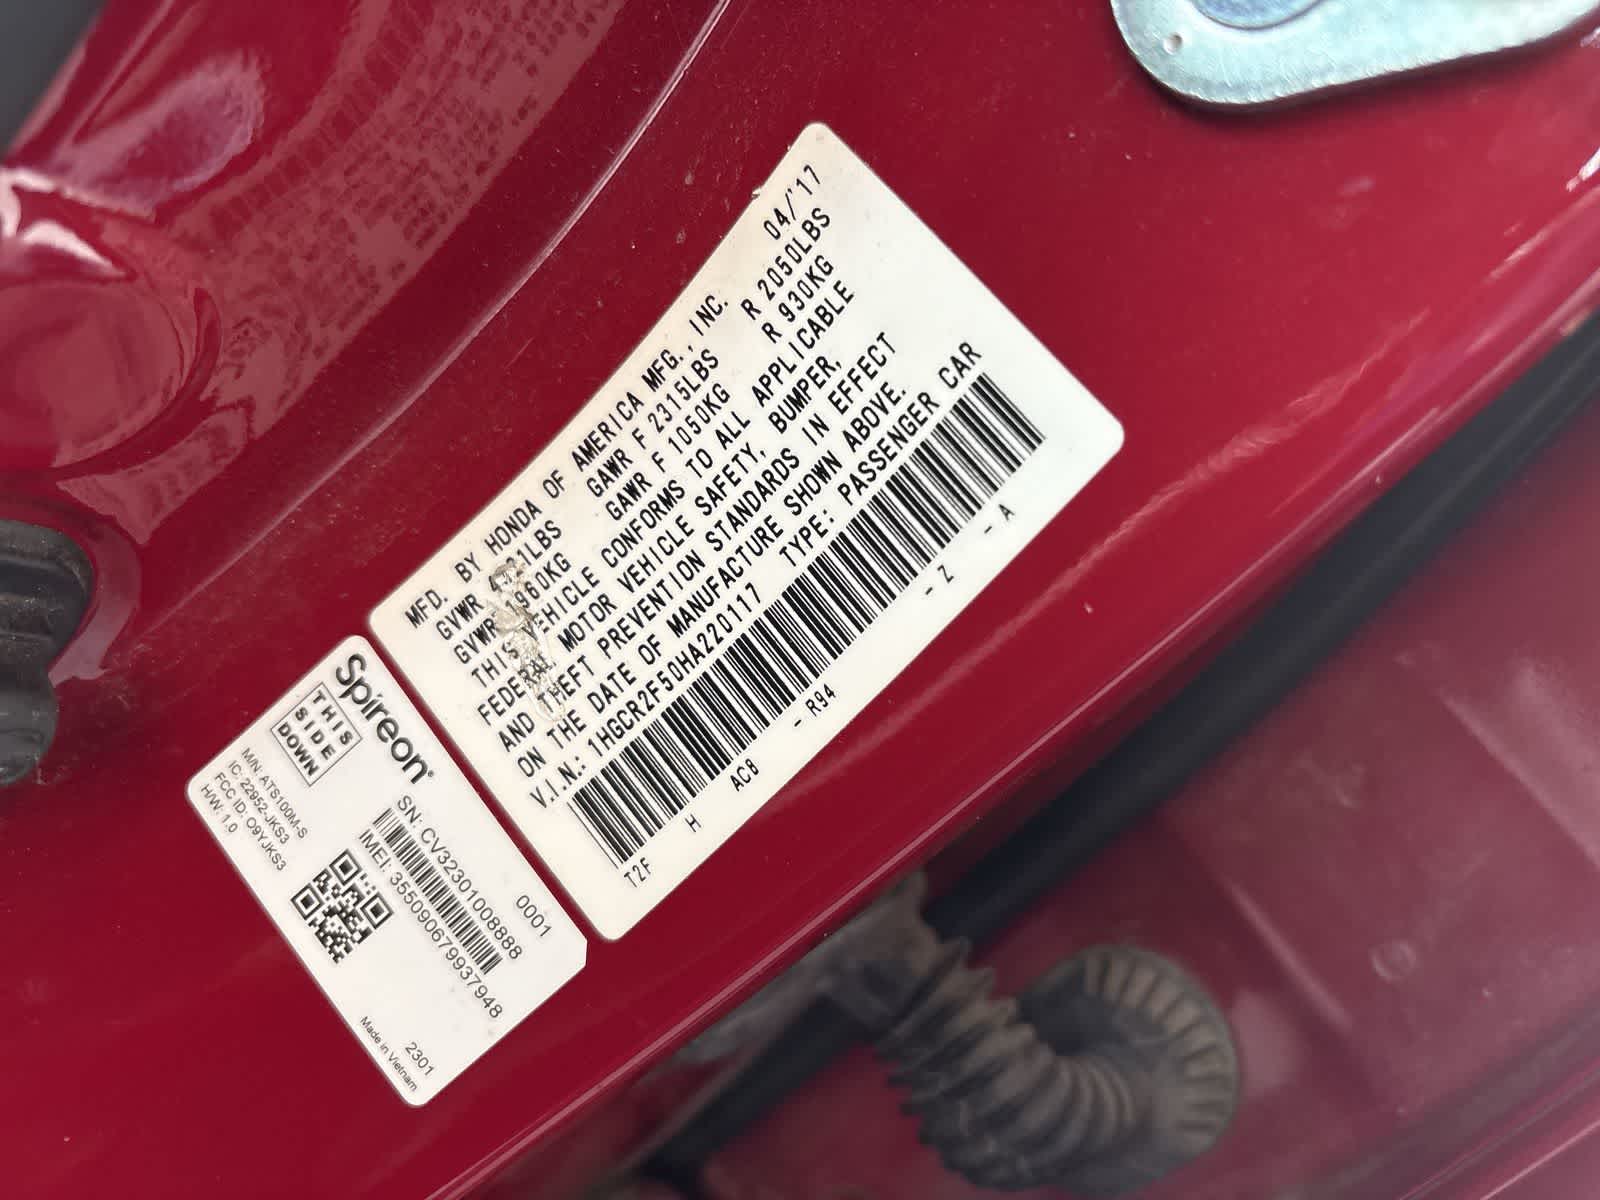 MFD. BY HONDA OF AMERICA MFG., INC. 04/'17
GVWR LBS GAWR F 2315LBS R 2050LBS
GVWR 1960KG GAWR F 1050KG R 930KG
THIS VEHICLE CONFORMS TO ALL APPLICABLE
FEDERAL MOTOR VEHICLE SAFETY, BUMPER,
AND THEFT PREVENTION STANDARDS IN EFFECT
ON THE DATE OF MANUFACTURE SHOWN ABOVE.
V.I.N.: 1HGCR2F50HA220117 TYPE: PASSENGER CAR
T2F H AC8 - R94 - Z - A
Spireon®
THIS
SIDE
DOWN
M/N: ATS100M-S
IC: 22952-JKS3
FCC ID: O9YJKS3
H/W: 1.0
0001
SN: CV32301008888
IMEI: 355090679937948
2301
Made in Vietnam